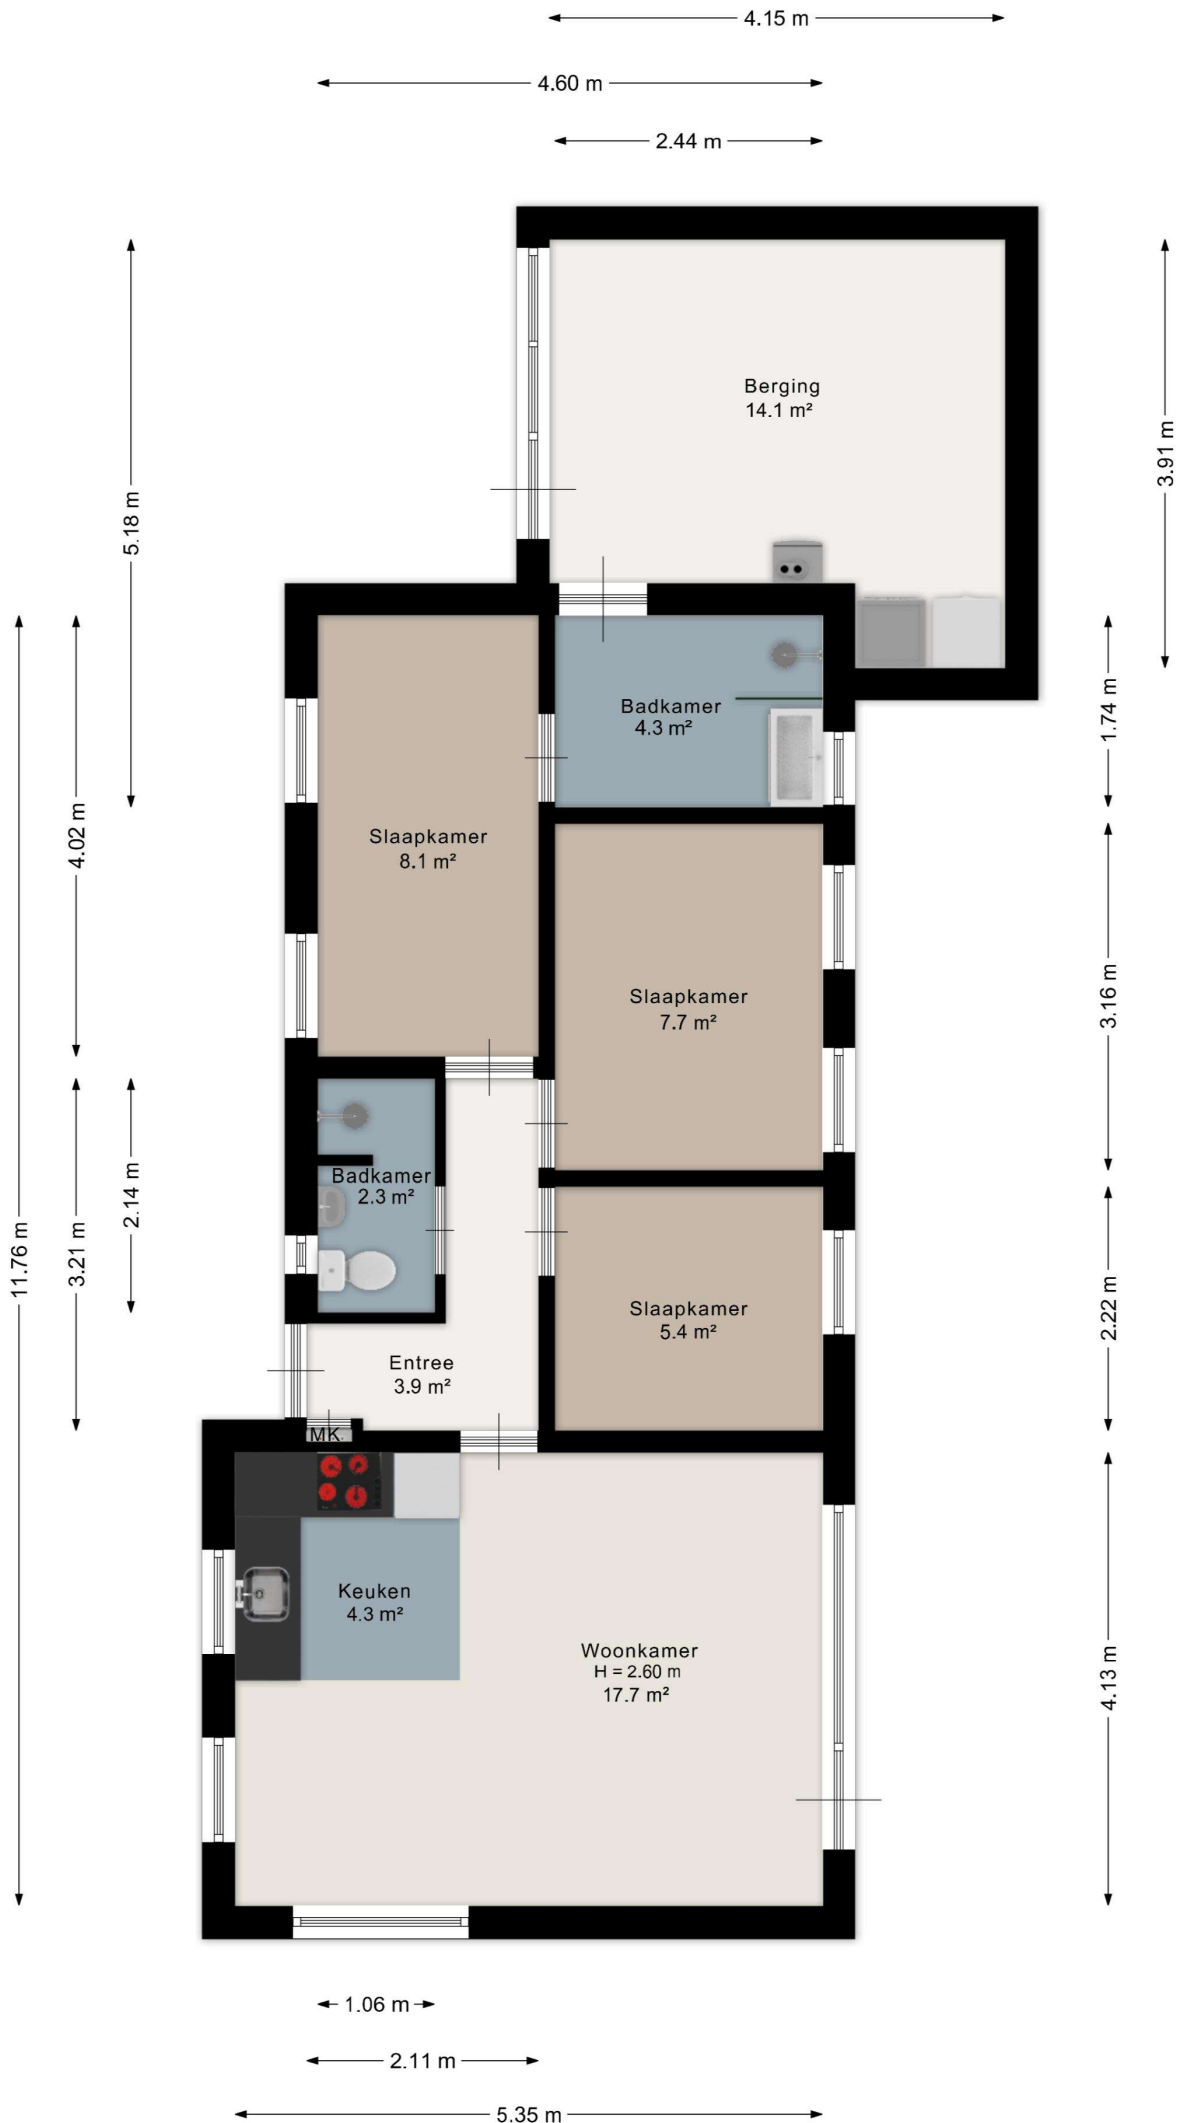 4.15 m
4.60 m
2.44 m
Berging
14.1 m²
3.91 m
5.18 m
Badkamer
4.3 m²
1.74 m
Slaapkamer
8.1 m²
4.02 m
Slaapkamer
7.7 m²
3.16 m
Badkamer
2.3 m²
2.14 m
3.21 m
11.76 m
Slaapkamer
5.4 m²
2.22 m
Entree
3.9 m²
MK.
Keuken
4.3 m²
Woonkamer
H = 2.60 m
17.7 m²
4.13 m
1.06 m
2.11 m
5.35 m